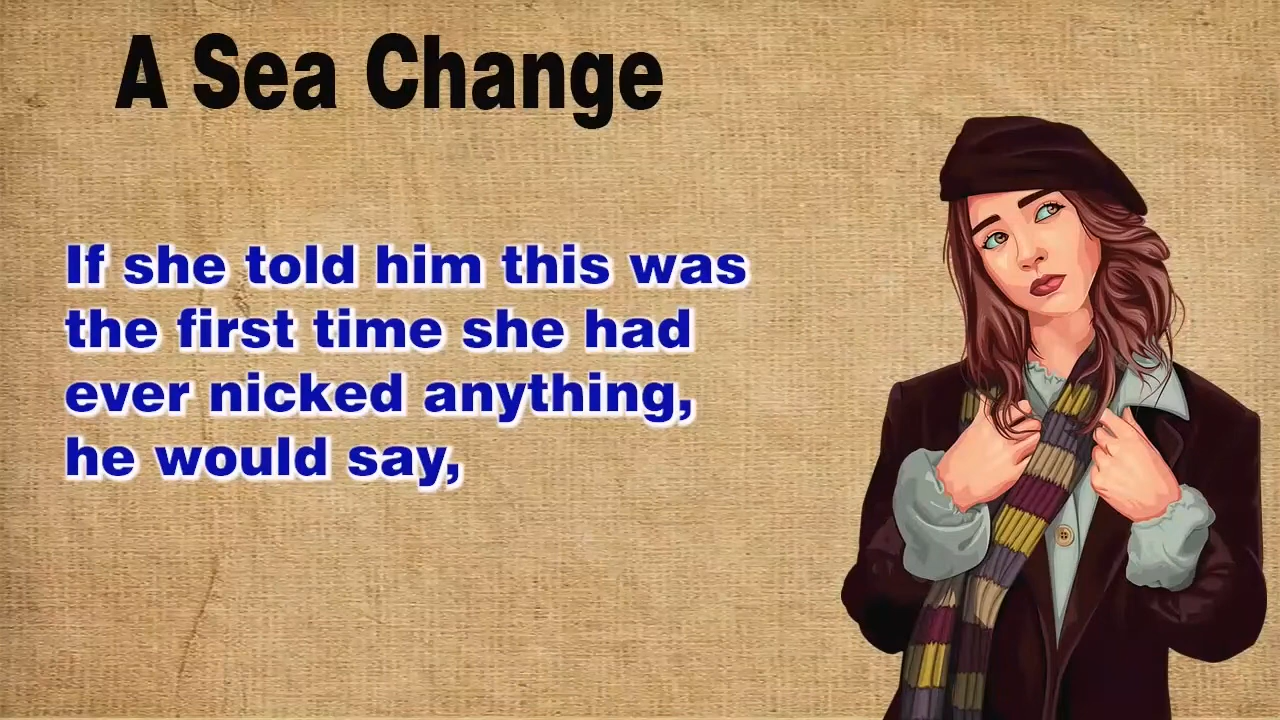 A Sea Change
If she told him this was
the first time she had
ever nicked anything,
he would say,